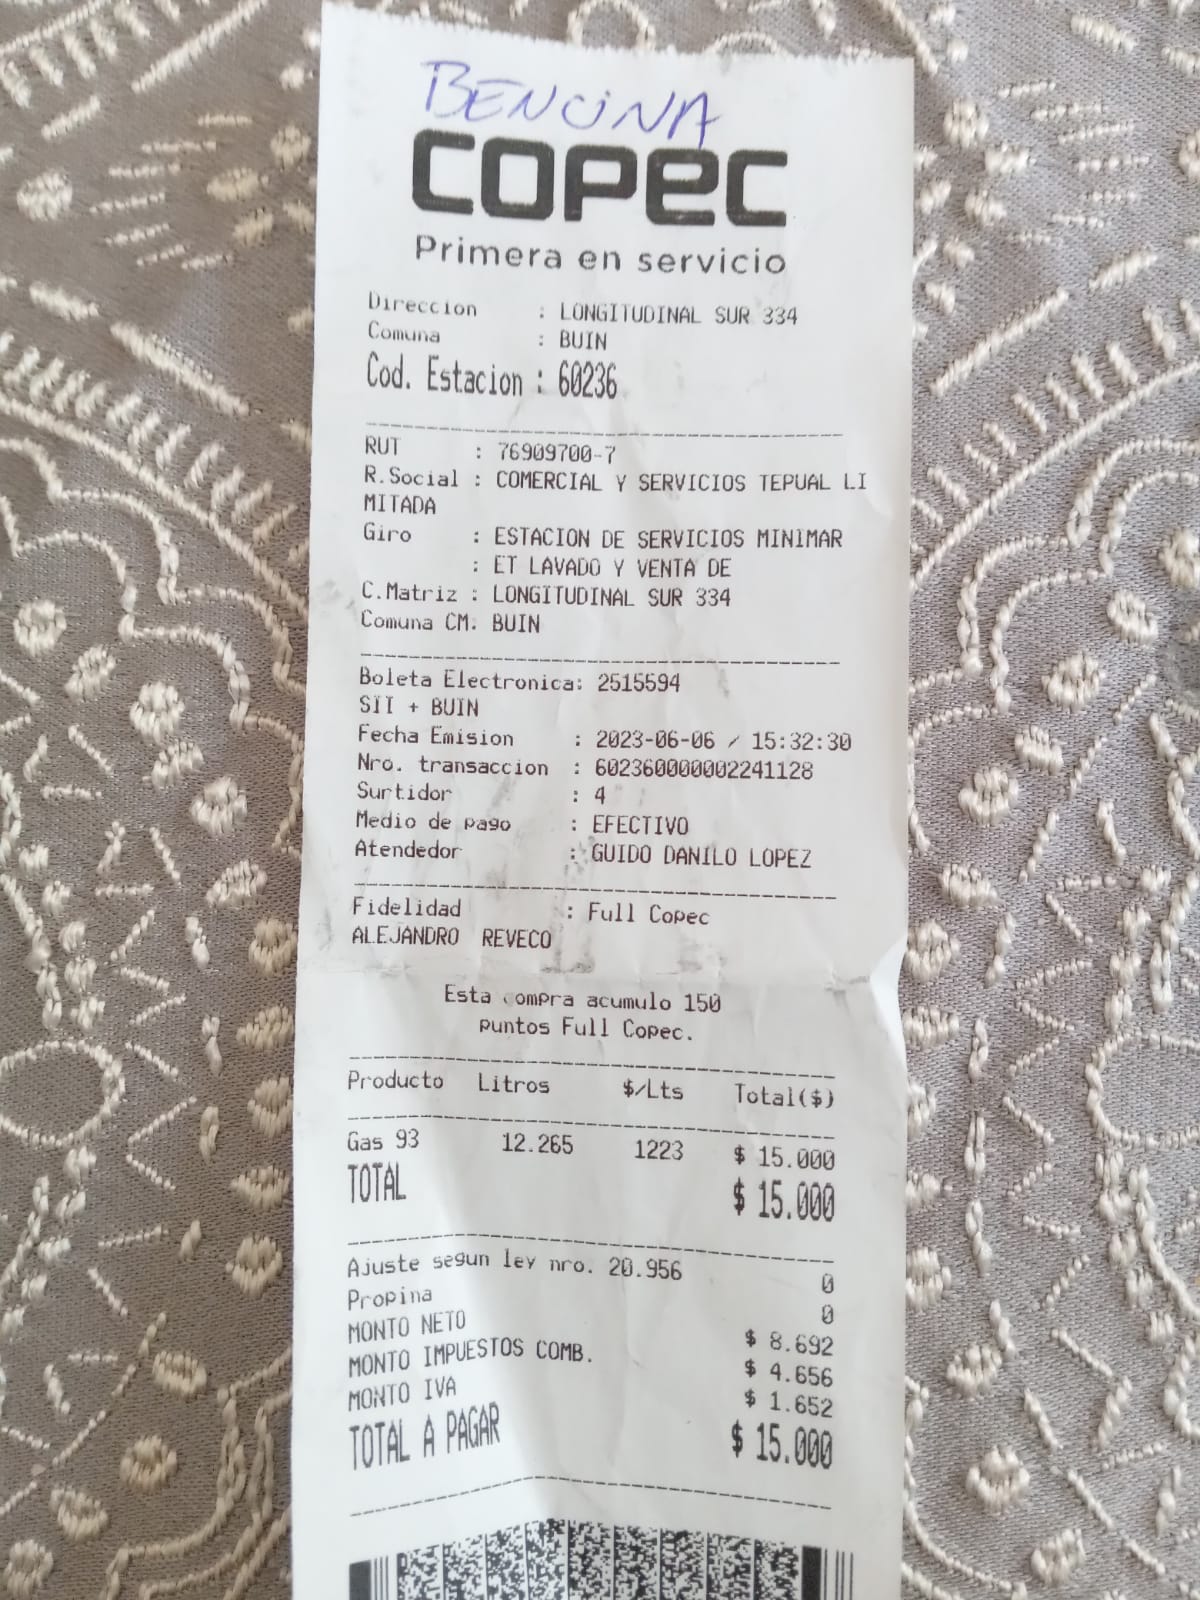 BENCINA
COPEC
Primera en servicio
Direccion : LONGITUDINAL SUR 334
Comuna : BUIN
Cod. Estacion : 60236
RUT : 76909700-7
R.Social : COMERCIAL Y SERVICIOS TEPUAL LI
MITADA
Giro : ESTACION DE SERVICIOS MINIMAR
: ET LAVADO Y VENTA DE
C.Matriz : LONGITUDINAL SUR 334
Comuna CM. BUIN
Boleta Electronica: 2515594
SII + BUIN
Fecha Emision : 2023-06-06 / 15:32:30
Nro. transaccion : 602360000002241128
Surtidor : 4
Medio de pago : EFECTIVO
Atendedor : GUIDO DANILO LOPEZ
Fidelidad : Full Copec
ALEJANDRO REVECO
Esta compra acumulo 150
puntos Full Copec.
Producto Litros $/Lts Total($)
Gas 93 12.265 1223 $ 15.000
TOTAL $ 15.000
Ajuste segun ley nro. 20.956 0
Propina 0
MONTO NETO $ 8.692
MONTO IMPUESTOS COMB. $ 4.656
MONTO IVA $ 1.652
TOTAL A PAGAR $ 15.000